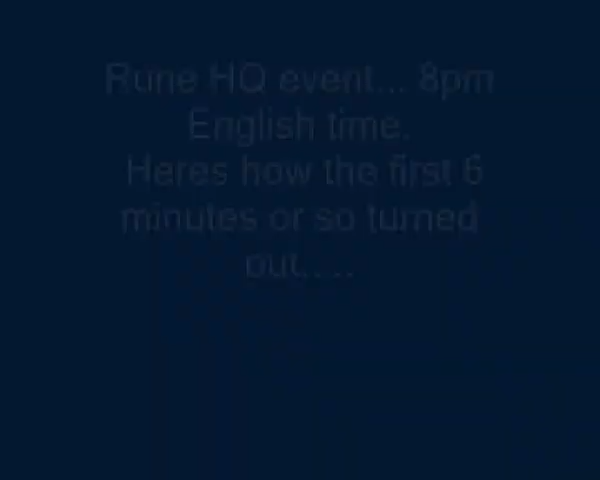 Rune HQ event... 8pm
English time.
Heres how the first 6
minutes or so turned
out.....